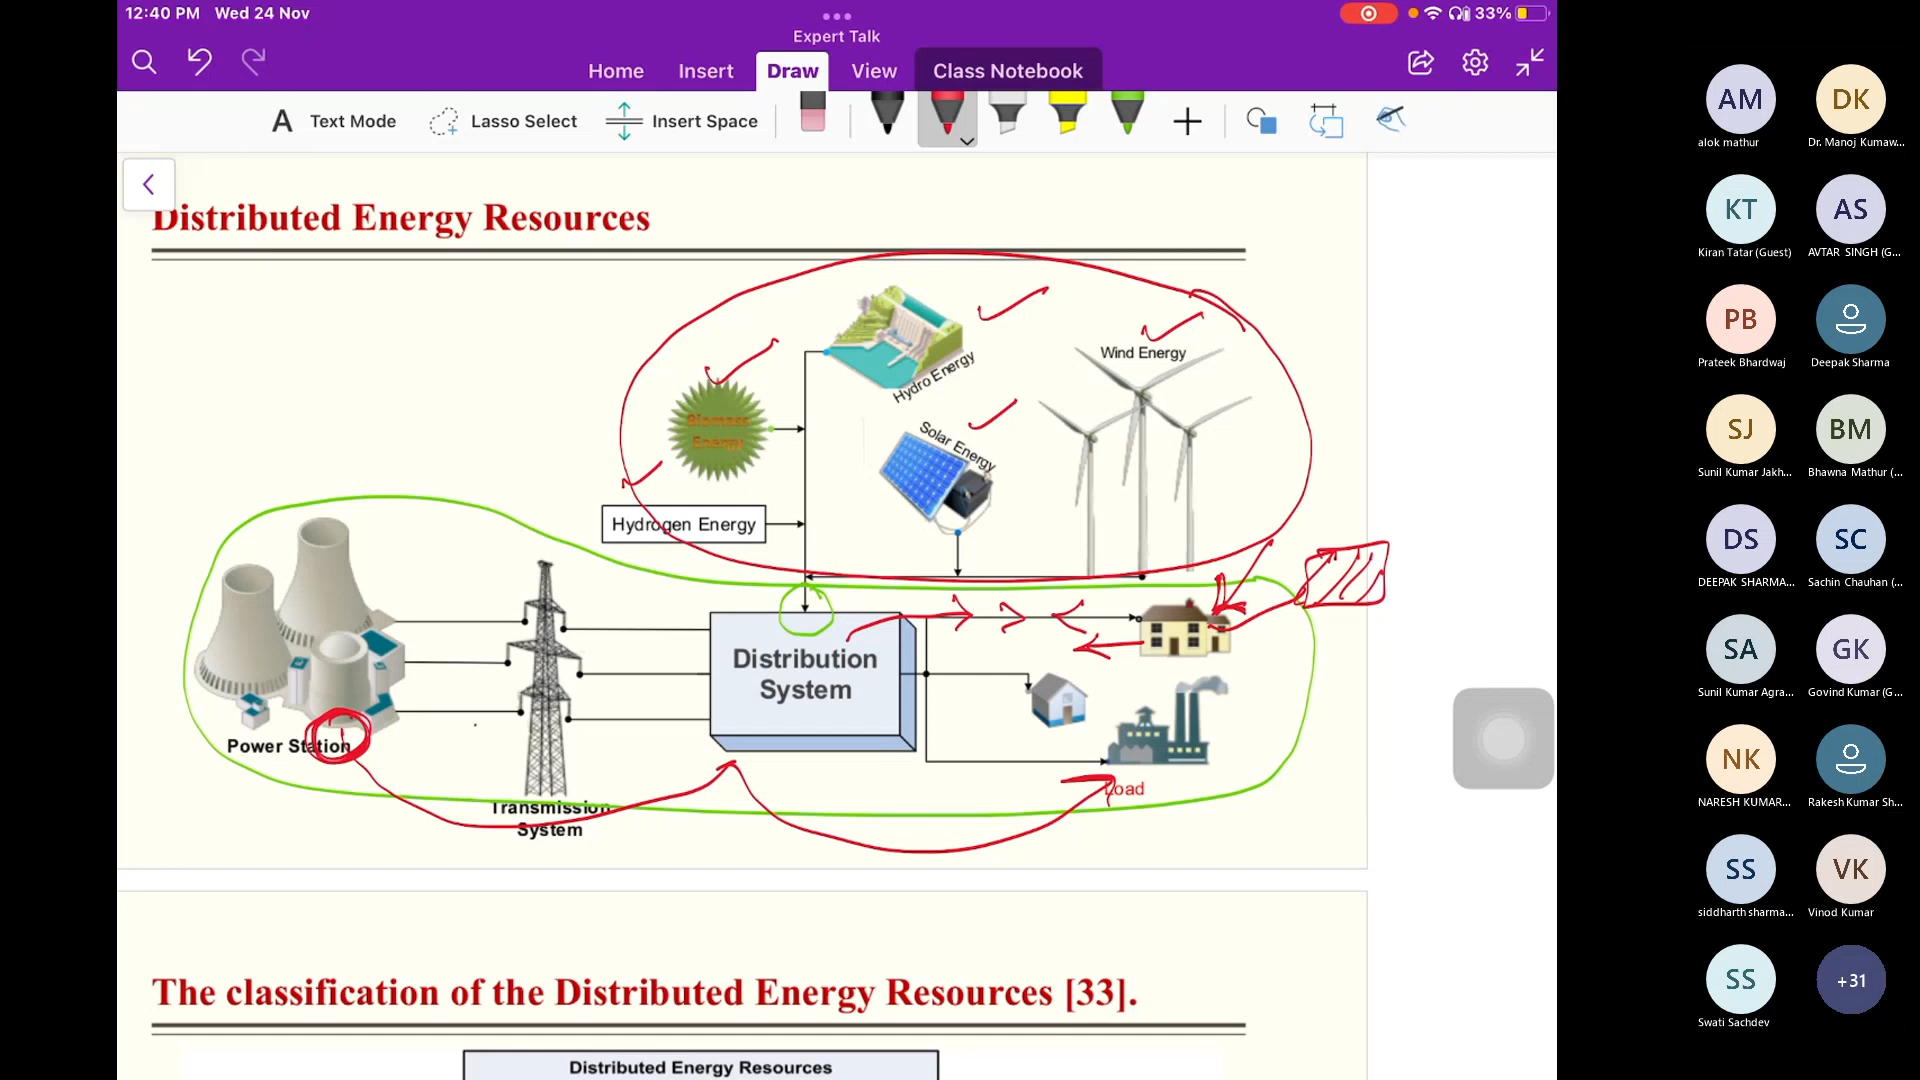 12:40 PM Wed 24 Nov
33%
Expert Talk
Home Insert Draw View Class Notebook
A Text Mode Lasso Select Insert Space
Distributed Energy Resources
Hydro Energy
Wind Energy
Biomass
Energy
Solar Energy
Hydrogen Energy
Distribution
System
Power Station
Transmission
System
Load
The classification of the Distributed Energy Resources [33].
Distributed Energy Resources
AM DK
alok mathur Dr. Manoj Kumaw...
KT AS
Kiran Tatar (Guest) AVTAR SINGH (G...
PB
Prateek Bhardwaj Deepak Sharma
SJ BM
Sunil Kumar Jakh... Bhawna Mathur (...
DS SC
DEEPAK SHARMA... Sachin Chauhan (...
SA GK
Sunil Kumar Agra... Govind Kumar (G...
NK
NARESH KUMAR... Rakesh Kumar Sh...
SS VK
siddharth sharma... Vinod Kumar
SS +31
Swati Sachdev